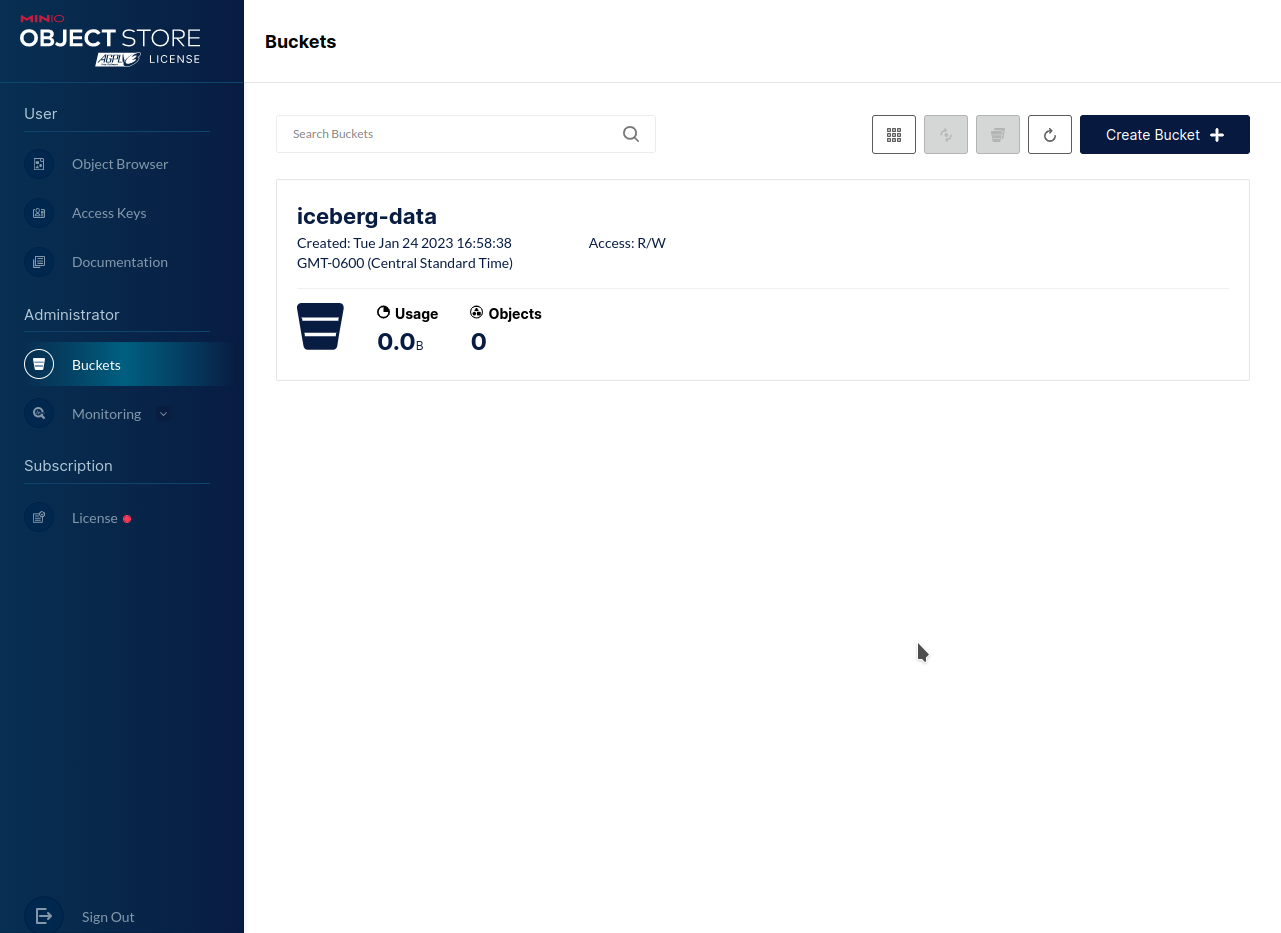 MINIO
OBJECT STORE
AGPLv3 LICENSE
User
Object Browser
Access Keys
Documentation
Administrator
Buckets
Monitoring
Subscription
License
Sign Out
Buckets
Search Buckets
Create Bucket
iceberg-data
Created: Tue Jan 24 2023 16:58:38
GMT-0600 (Central Standard Time)
Access: R/W
Usage
0.0B
Objects
0